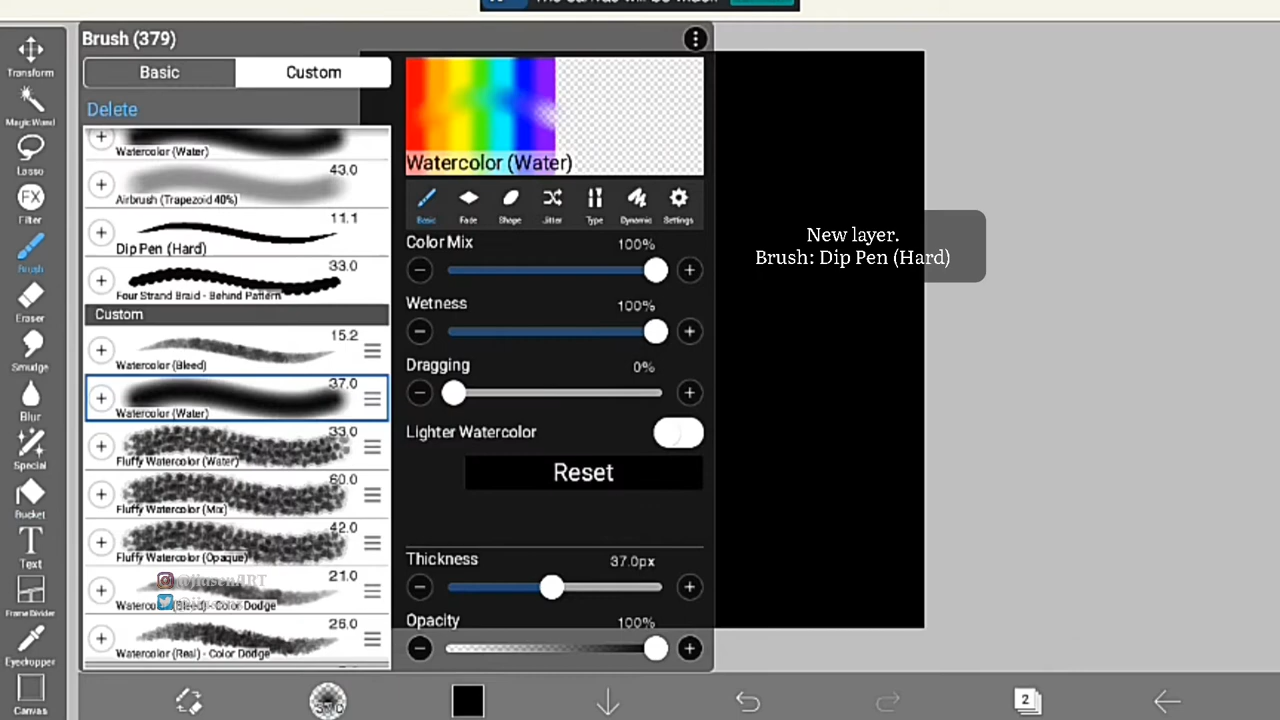 Brush (379)
Basic
Custom
Delete
Watercolor (Water)
43.0
Airbrush (Trapezoid 40%)
11.1
Dip Pen (Hard)
33.0
Four Strand Braid - Behind Pattern
Custom
15.2
Watercolor (Bleed)
37.0
Watercolor (Water)
33.0
Fluffy Watercolor (Water)
60.0
Fluffy Watercolor (Mix)
42.0
Fluffy Watercolor (Opaque)
@jiusenART
21.0
(Bleed) - Color Dodge
26.0
Watercolor (Real) - Color Dodge
Watercolor (Water)
Basic
Fade
Shape
Jitter
Type
Dynamic
Settings
Color Mix
100%
Wetness
100%
Dragging
0%
Lighter Watercolor
Reset
Thickness
37.0px
Opacity
100%
New layer.
Brush: Dip Pen (Hard)
Transform
Magic Wand
Lasso
FX
Filter
Brush
Eraser
Smudge
Blur
Special
Bucket
T
Text
Frame Divider
Eyedropper
Canvas
2